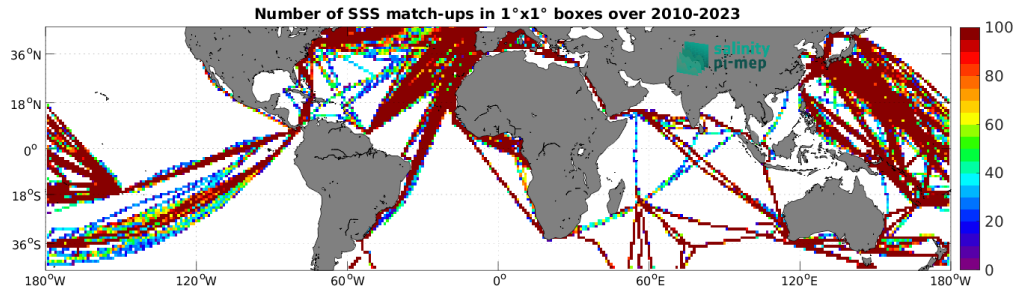 Number of SSS match-ups in 1°x1° boxes over 2010-2023
salinity
pi-mep
36°N
18°N
0°
18°S
36°S
180°W
120°W
60°W
0°
60°E
120°E
180°W
100
80
60
40
20
0